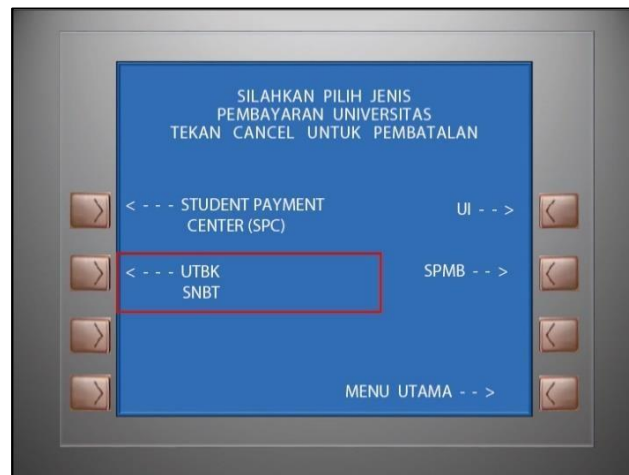 SILAHKAN PILIH JENIS
PEMBAYARAN UNIVERSITAS
TEKAN CANCEL UNTUK PEMBATALAN
< - - - STUDENT PAYMENT
CENTER (SPC)
UI - - >
< - - - UTBK
SNBT
SPMB - - >
MENU UTAMA - - >